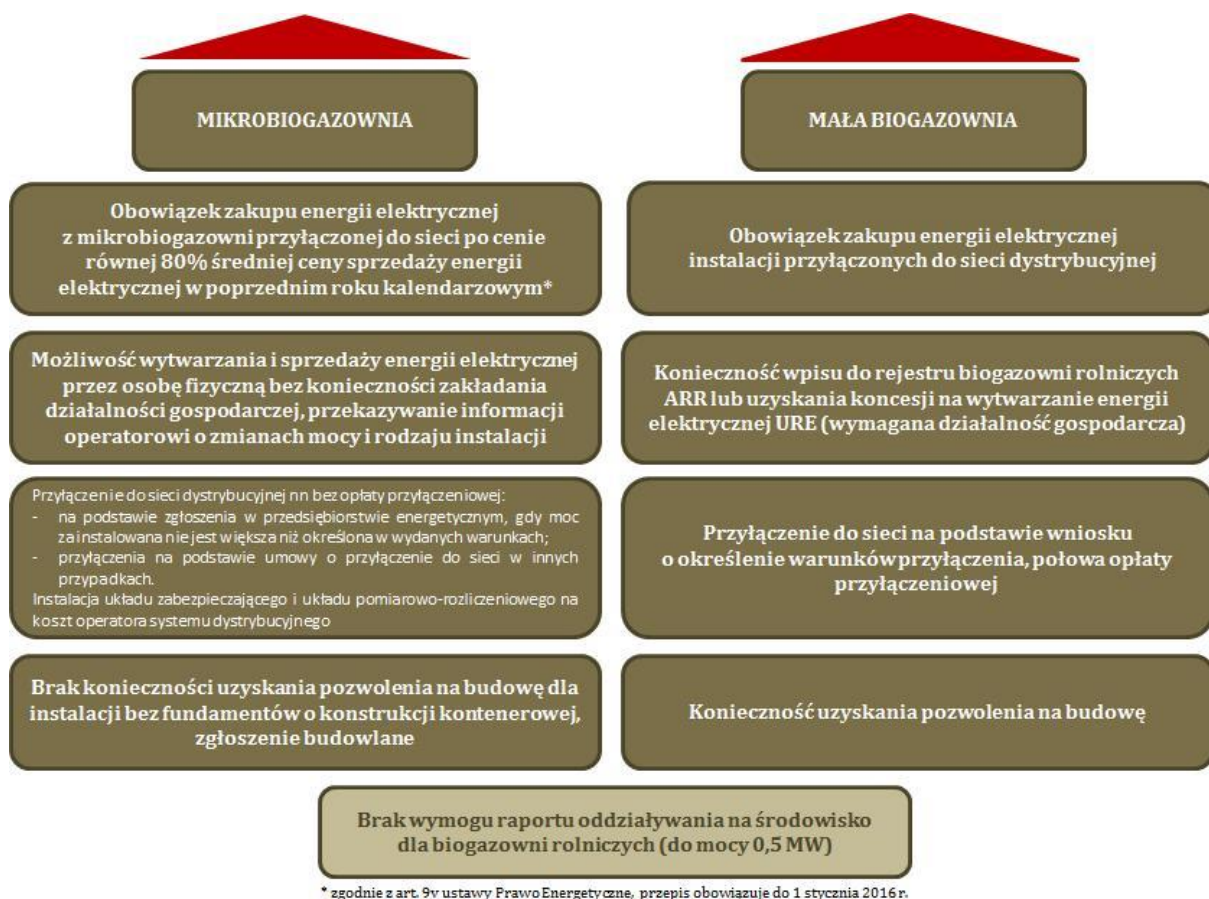 MIKROBIOGAZOWNIA
Obowiązek zakupu energii elektrycznej
z mikrobiogazowni przyłączonej do sieci po cenie
równej 80% średniej ceny sprzedaży energii
elektrycznej w poprzednim roku kalendarzowym*
Możliwość wytwarzania i sprzedaży energii elektrycznej
przez osobę fizyczną bez konieczności zakładania
działalności gospodarczej, przekazywanie informacji
operatorowi o zmianach mocy i rodzaju instalacji
Przyłączenie do sieci dystrybucyjnej nn bez opłaty przyłączeniowej:
- na podstawie zgłoszenia w przedsiębiorstwie energetycznym, gdy moc
zainstalowana nie jest większa niż określona w wydanych warunkach;
- przyłączenia na podstawie umowy o przyłączenie do sieci w innych
przypadkach.
Instalacja układu zabezpieczającego i układu pomiarowo-rozliczeniowego na
koszt operatora systemu dystrybucyjnego
Brak konieczności uzyskania pozwolenia na budowę dla
instalacji bez fundamentów o konstrukcji kontenerowej,
zgłoszenie budowlane
MAŁA BIOGAZOWNIA
Obowiązek zakupu energii elektrycznej
instalacji przyłączonych do sieci dystrybucyjnej
Konieczność wpisu do rejestru biogazowni rolniczych
ARR lub uzyskania koncesji na wytwarzanie energii
elektrycznej URE (wymagana działalność gospodarcza)
Przyłączenie do sieci na podstawie wniosku
o określenie warunków przyłączenia, połowa opłaty
przyłączeniowej
Konieczność uzyskania pozwolenia na budowę
Brak wymogu raportu oddziaływania na środowisko
dla biogazowni rolniczych (do mocy 0,5 MW)
* zgodnie z art. 9v ustawy Prawo Energetyczne, przepis obowiązuje do 1 stycznia 2016 r.